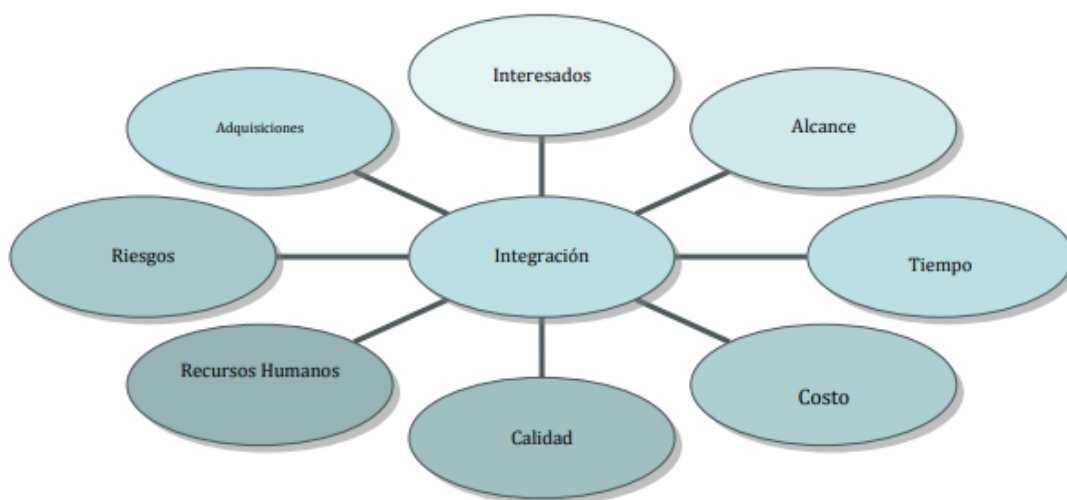 Interesados
Adquisiciones
Alcance
Riesgos
Integración
Tiempo
Recursos Humanos
Costo
Calidad